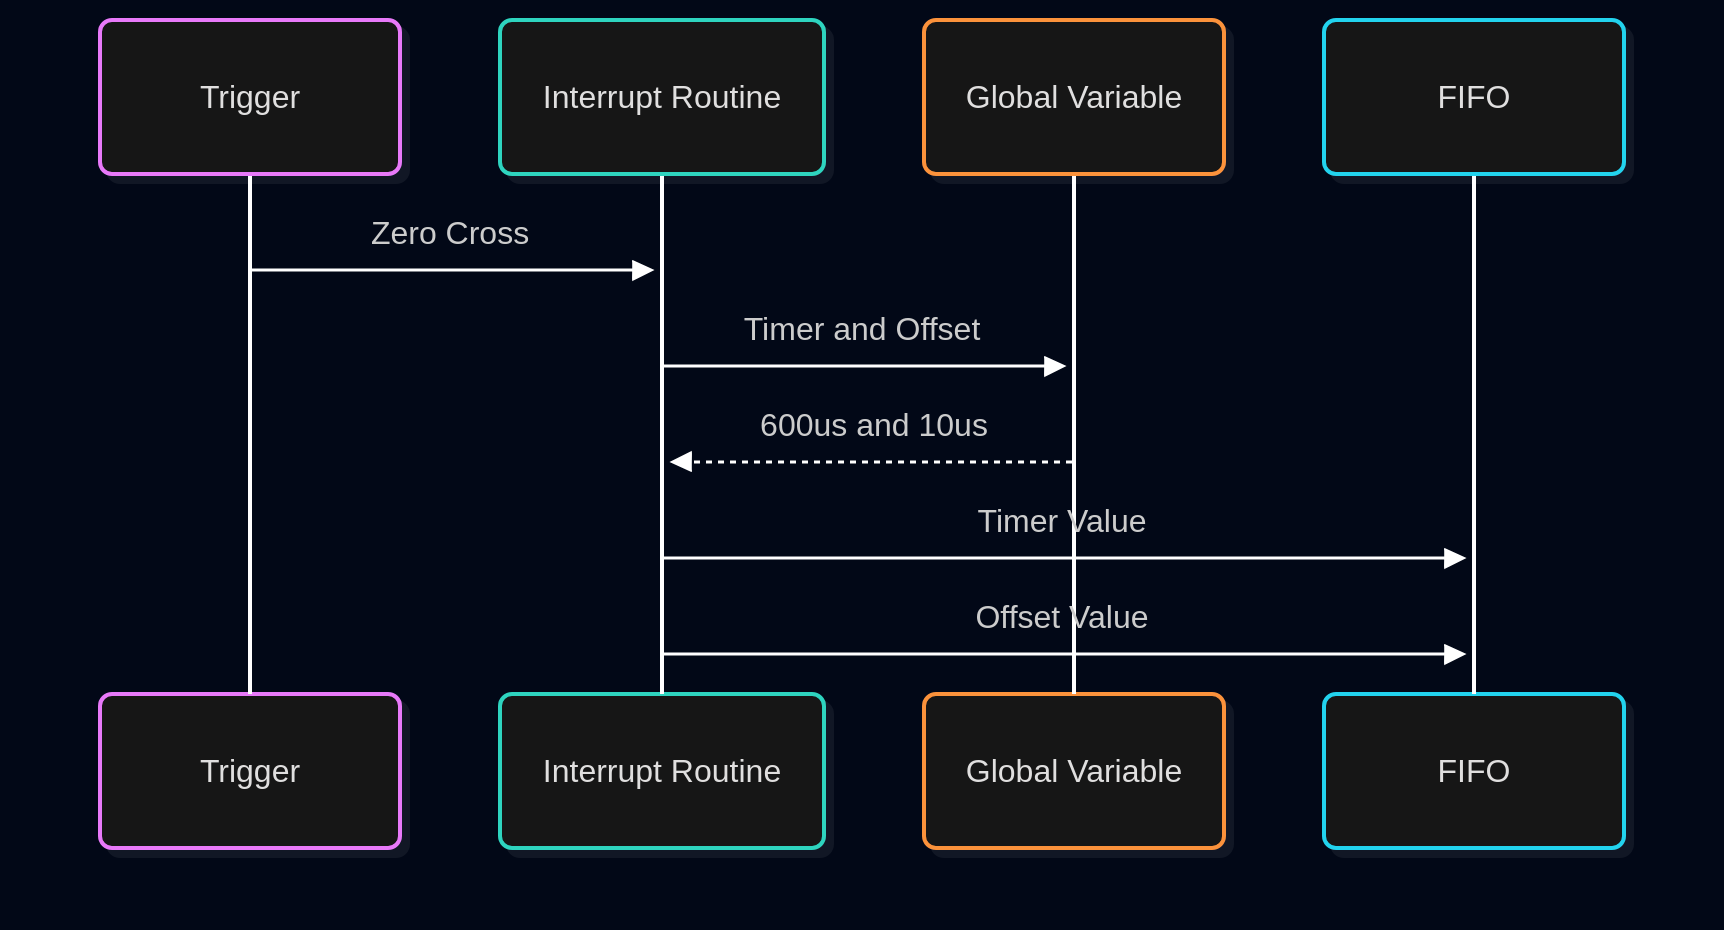 Trigger
Interrupt Routine
Global Variable
FIFO
Zero Cross
Timer and Offset
600us and 10us
Timer Value
Offset Value
Trigger
Interrupt Routine
Global Variable
FIFO